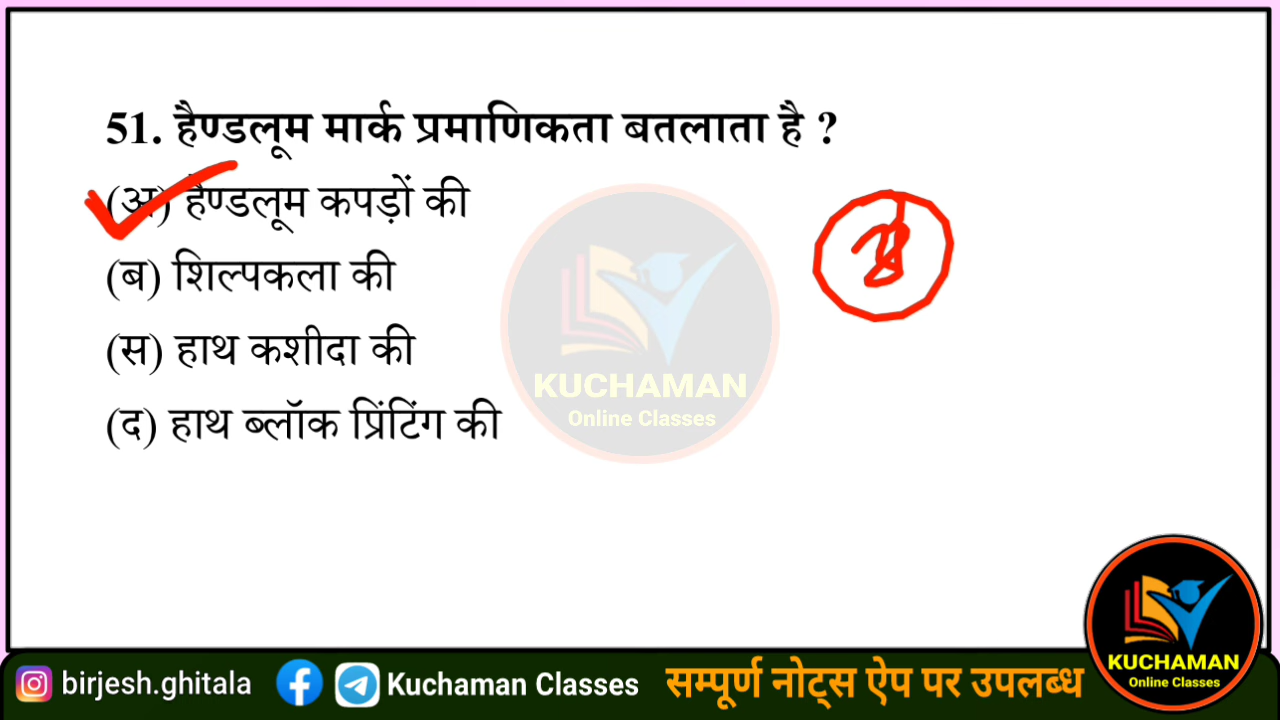 51. हैण्डलूम मार्क प्रमाणिकता बतलाता है ?
(अ) हैण्डलूम कपड़ों की
(ब) शिल्पकला की
(स) हाथ कशीदा की
(द) हाथ ब्लॉक प्रिंटिंग की
KUCHAMAN
Online Classes
birjesh.ghitala
Kuchaman Classes
सम्पूर्ण नोट्स ऐप पर उपलब्ध
KUCHAMAN
Online Classes